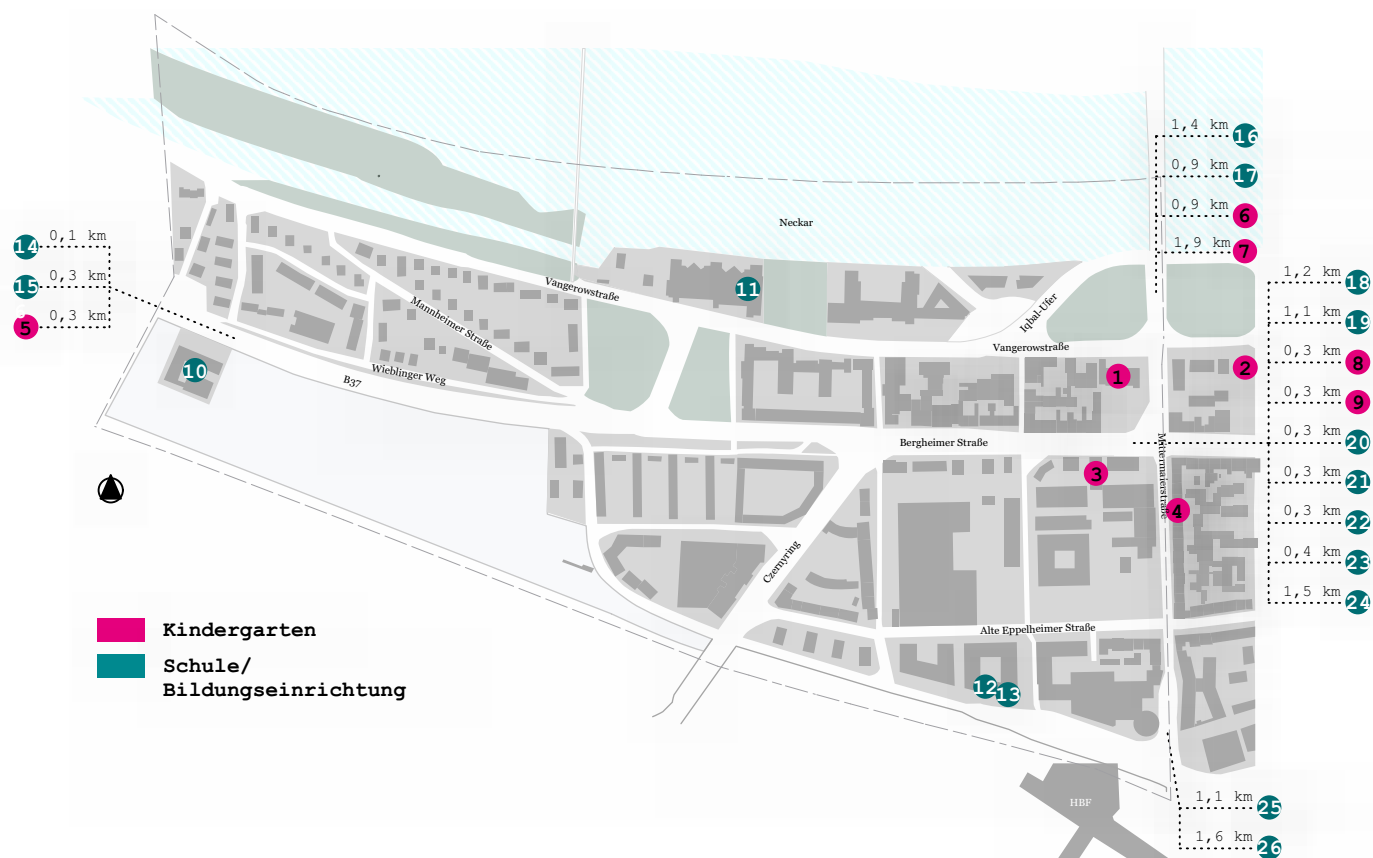 1,4 km 16
0,9 km 17
0,9 km 6
1,9 km 7
Neckar
14 0,1 km
15 0,3 km
5 0,3 km
1,2 km 18
1,1 km 19
0,3 km 8
0,3 km 9
0,3 km 20
0,3 km 21
0,3 km 22
0,4 km 23
1,5 km 24
11
Vangerowstraße
Mannheimer Straße
Iqbal-Ufer
Vangerowstraße
10
Wieblinger Weg
B37
1
2
Bergheimer Straße
Mittermaierstraße
3
4
Czernyring
Kindergarten
Schule/
Bildungseinrichtung
Alte Eppelheimer Straße
12
13
HBF
1,1 km 25
1,6 km 26